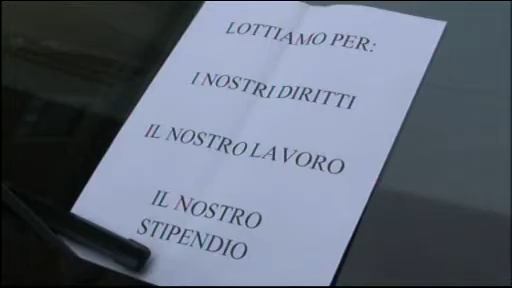 LOTTIAMO PER:
I NOSTRI DIRITTI
IL NOSTRO LAVORO
IL NOSTRO
STIPENDIO